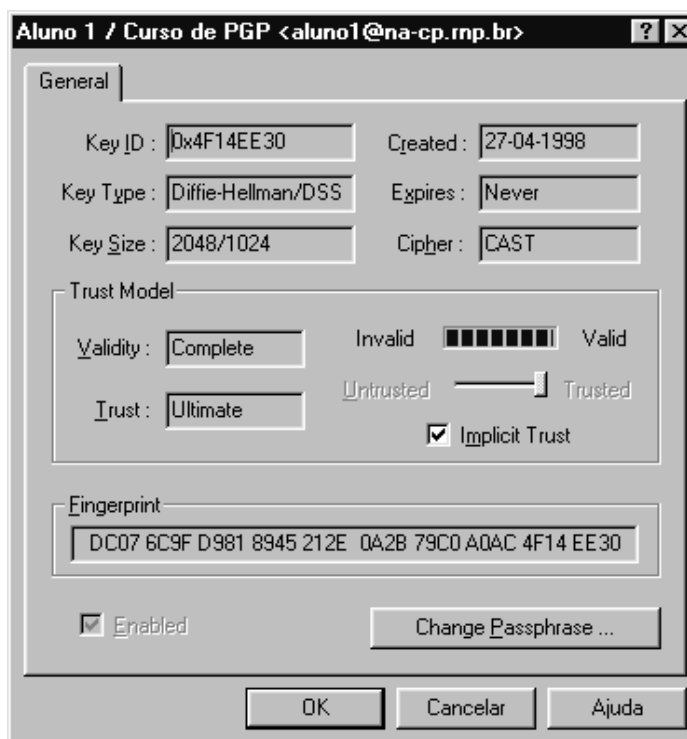 Aluno 1 / Curso de PGP <aluno1@na-cp.rnp.br>
General
Key ID : 0x4F14EE30 Created : 27-04-1998
Key Type : Diffie-Hellman/DSS Expires : Never
Key Size : 2048/1024 Cipher : CAST
Trust Model
Validity : Complete Invalid Valid
Untrusted Trusted
Trust : Ultimate
Implicit Trust
Fingerprint
DC07 6C9F D981 8945 212E 0A2B 79C0 A0AC 4F14 EE30
Enabled Change Passphrase ...
OK Cancelar Ajuda